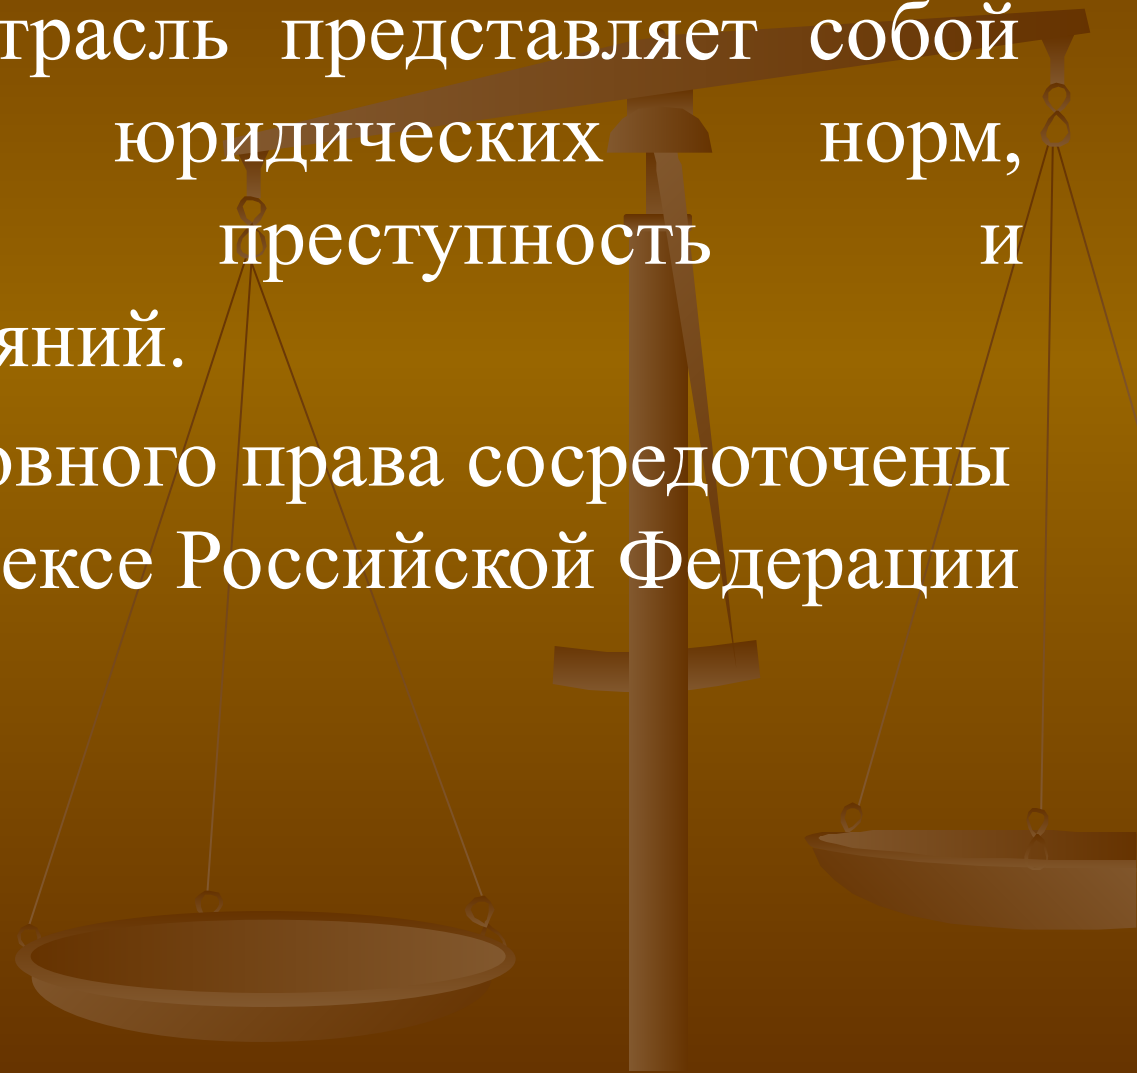 трасль представляет собой
юридических норм,
преступность и
яний.
овного права сосредоточены
ексе Российской Федерации